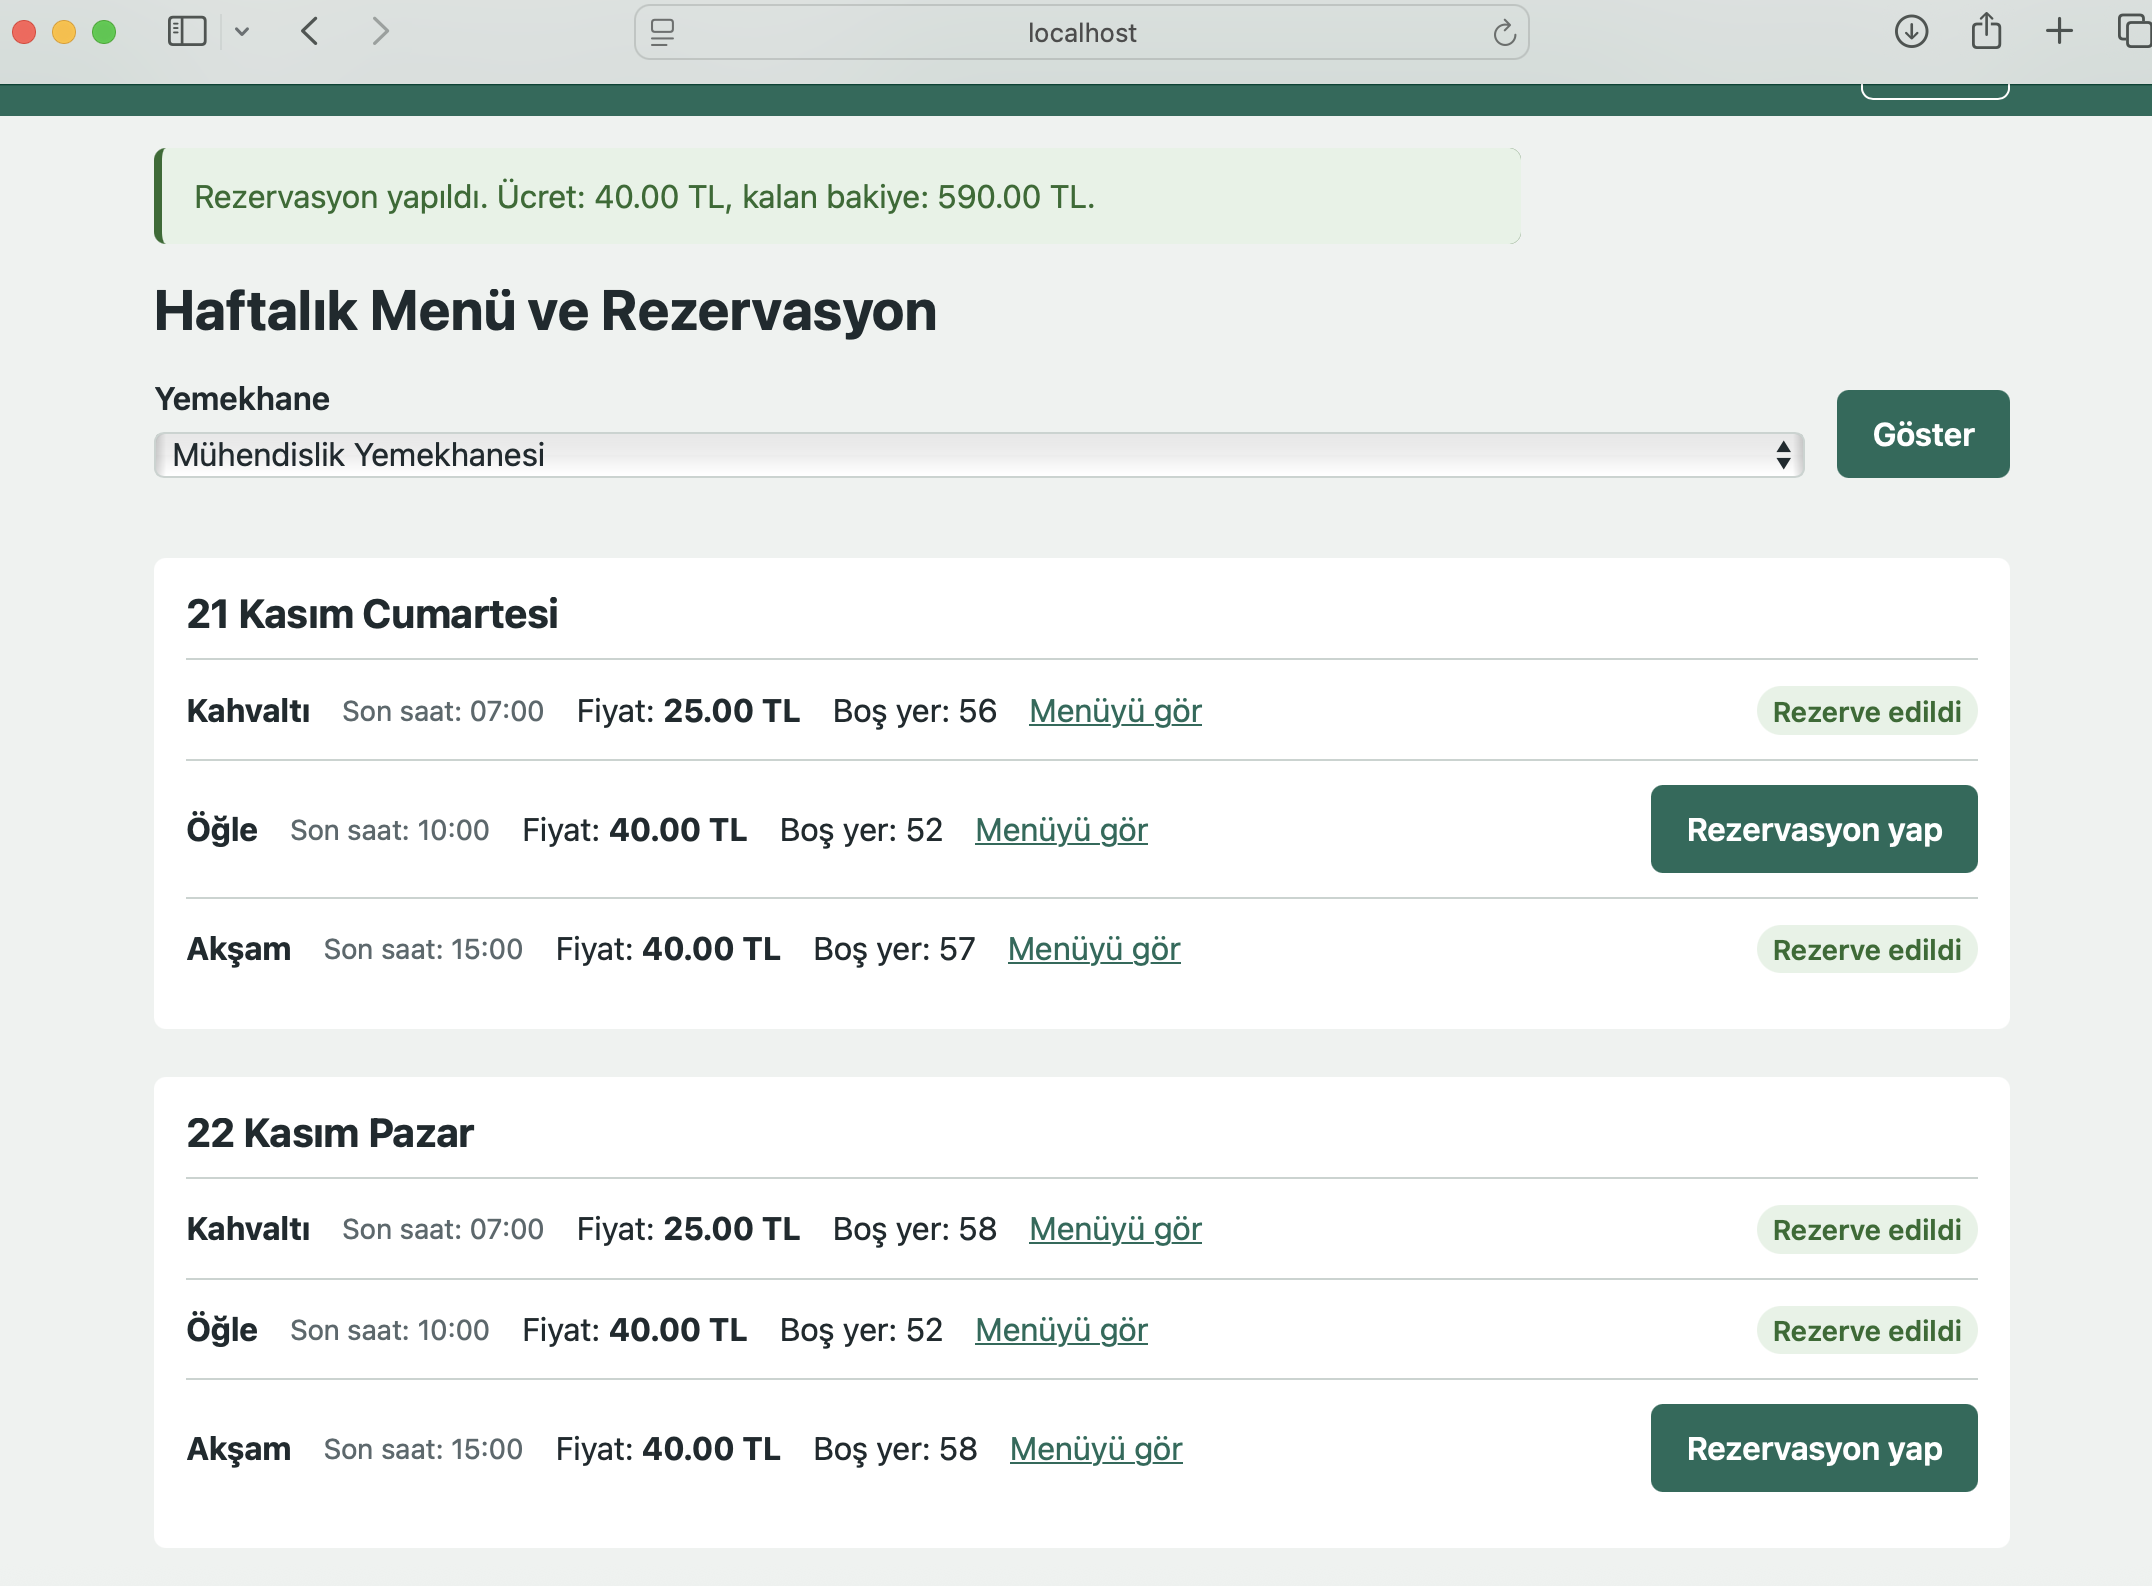 localhost
Rezervasyon yapıldı. Ücret: 40.00 TL, kalan bakiye: 590.00 TL.
Haftalık Menü ve Rezervasyon
Yemekhane
Mühendislik Yemekhanesi
Göster
21 Kasım Cumartesi
Kahvaltı Son saat: 07:00 Fiyat: 25.00 TL Boş yer: 56 Menüyü gör Rezerve edildi
Öğle Son saat: 10:00 Fiyat: 40.00 TL Boş yer: 52 Menüyü gör Rezervasyon yap
Akşam Son saat: 15:00 Fiyat: 40.00 TL Boş yer: 57 Menüyü gör Rezerve edildi
22 Kasım Pazar
Kahvaltı Son saat: 07:00 Fiyat: 25.00 TL Boş yer: 58 Menüyü gör Rezerve edildi
Öğle Son saat: 10:00 Fiyat: 40.00 TL Boş yer: 52 Menüyü gör Rezerve edildi
Akşam Son saat: 15:00 Fiyat: 40.00 TL Boş yer: 58 Menüyü gör Rezervasyon yap